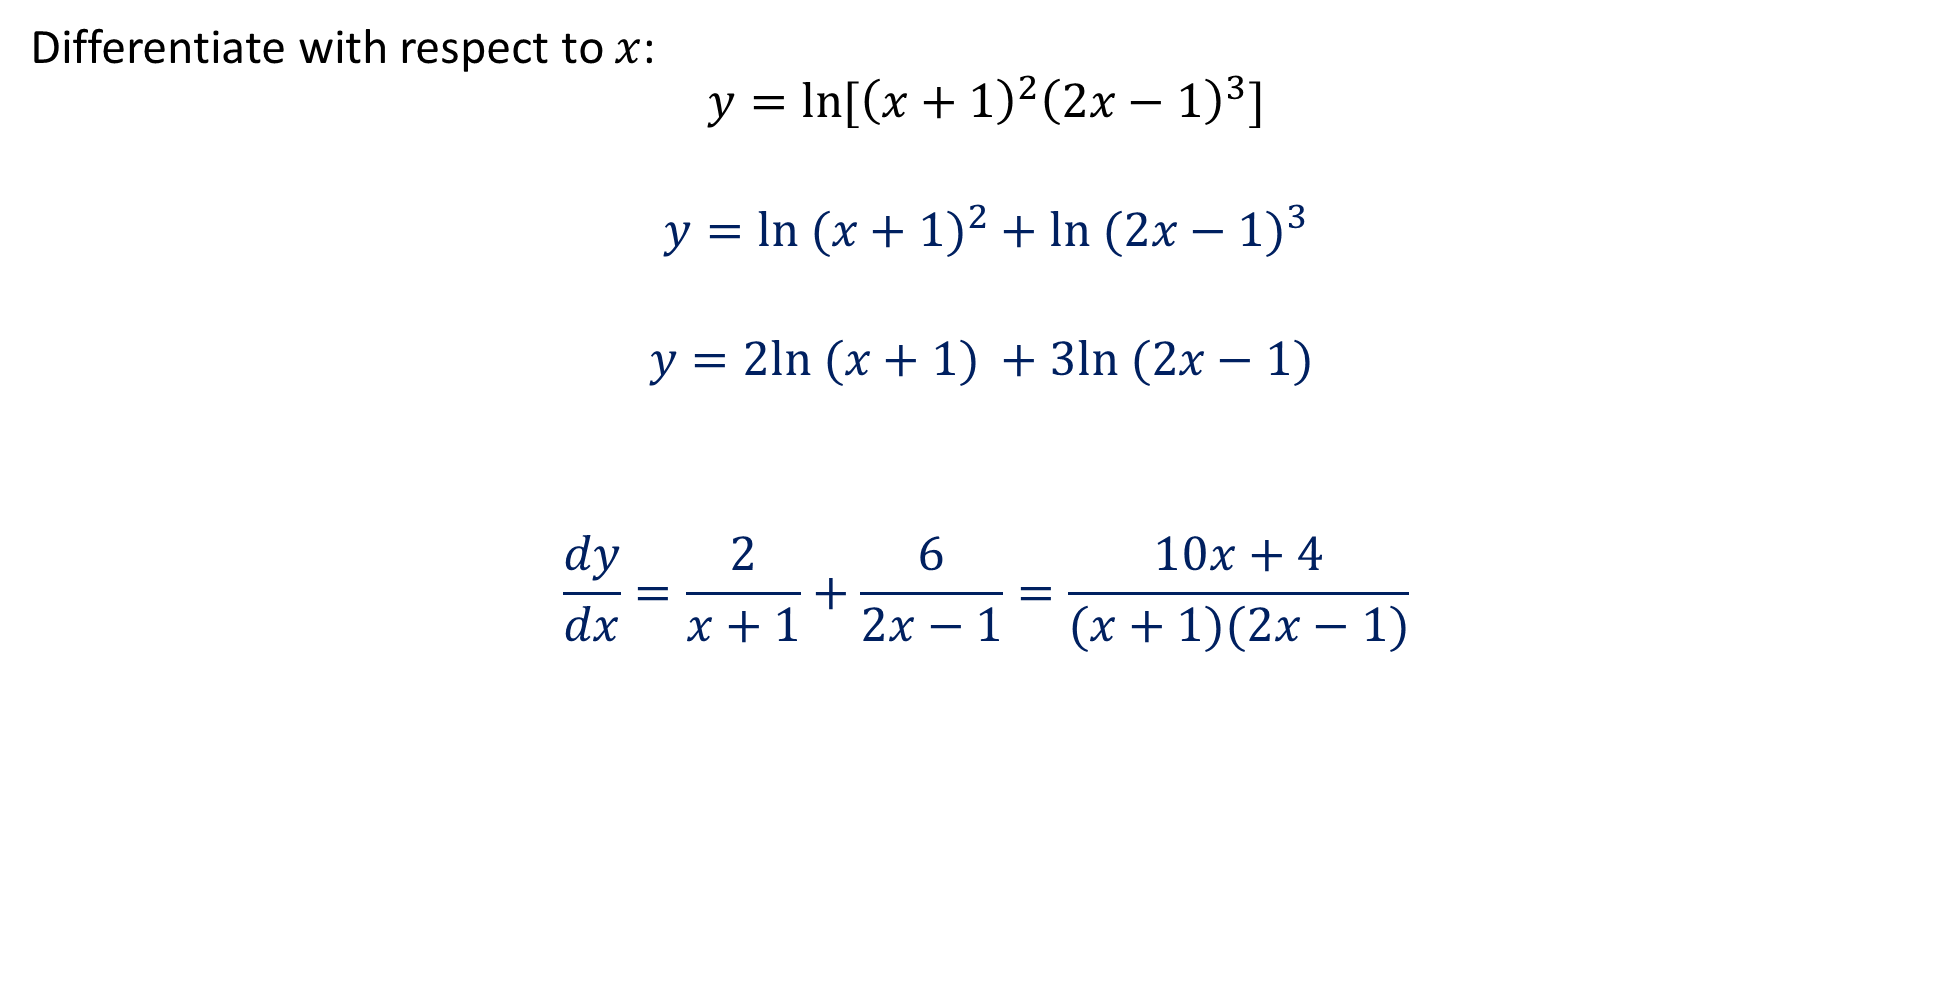 Differentiate with respect to x:
y = ln[(x + 1)²(2x − 1)³]
y = ln (x + 1)² + ln (2x − 1)³
y = 2ln (x + 1) + 3ln (2x − 1)
dy/dx = 2/(x + 1) + 6/(2x − 1) = (10x + 4)/((x + 1)(2x − 1))